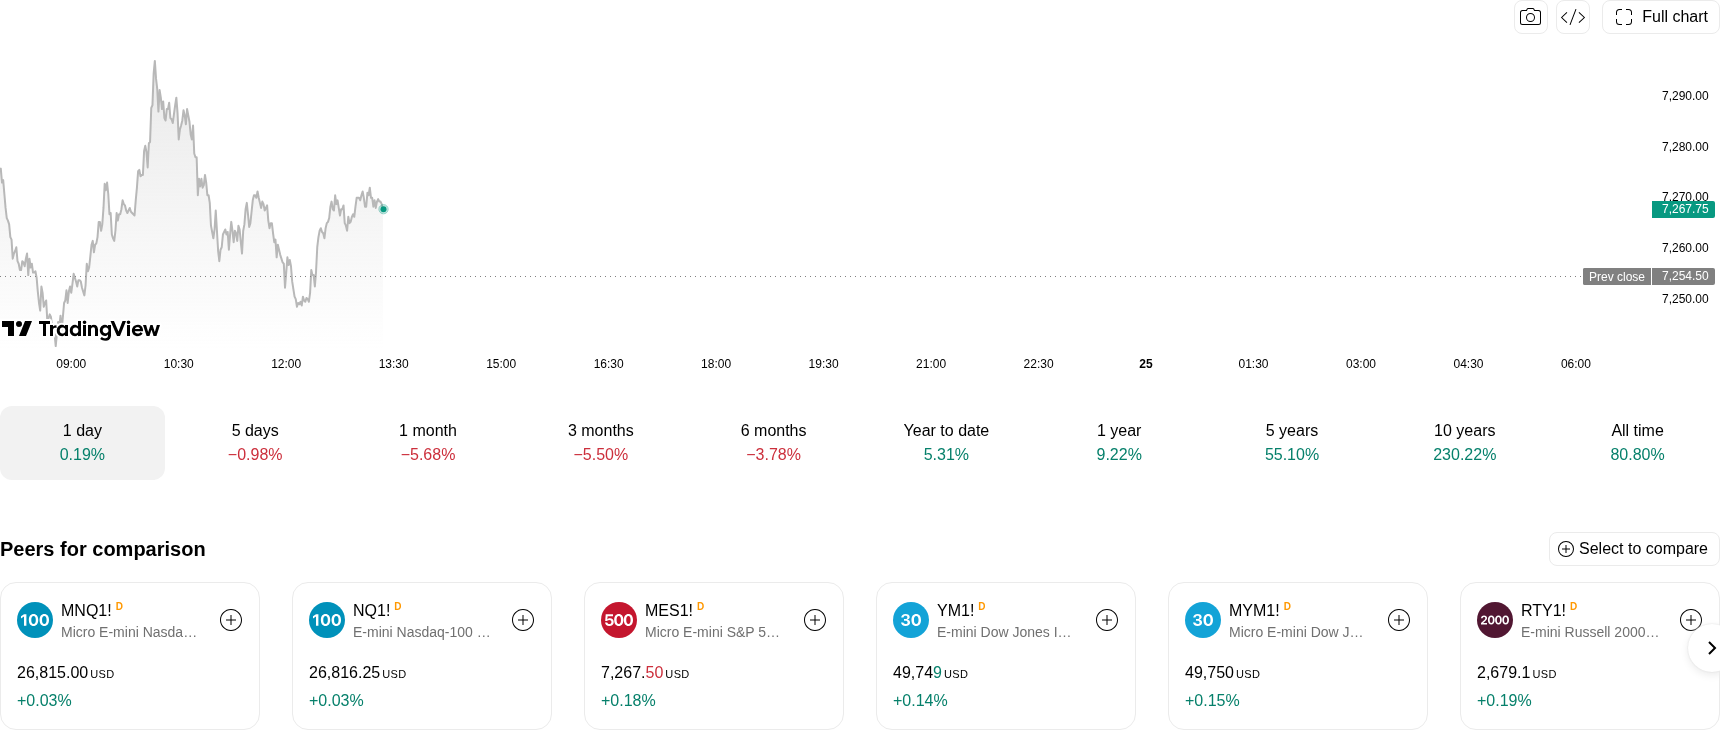 Full chart
7,290.00
7,280.00
7,270.00
7,267.75
7,260.00
Prev close 7,254.50
7,250.00
TradingView
09:00 10:30 12:00 13:30 15:00 16:30 18:00 19:30 21:00 22:30 25 01:30 03:00 04:30 06:00
1 day 5 days 1 month 3 months 6 months Year to date 1 year 5 years 10 years All time
0.19% −0.98% −5.68% −5.50% −3.78% 5.31% 9.22% 55.10% 230.22% 80.80%
Peers for comparison
Select to compare
100 MNQ1! D
Micro E-mini Nasda…
26,815.00 USD
+0.03%
100 NQ1! D
E-mini Nasdaq-100 …
26,816.25 USD
+0.03%
500 MES1! D
Micro E-mini S&P 5…
7,267.50 USD
+0.18%
30 YM1! D
E-mini Dow Jones I…
49,749 USD
+0.14%
30 MYM1! D
Micro E-mini Dow J…
49,750 USD
+0.15%
2000 RTY1! D
E-mini Russell 2000…
2,679.1 USD
+0.19%